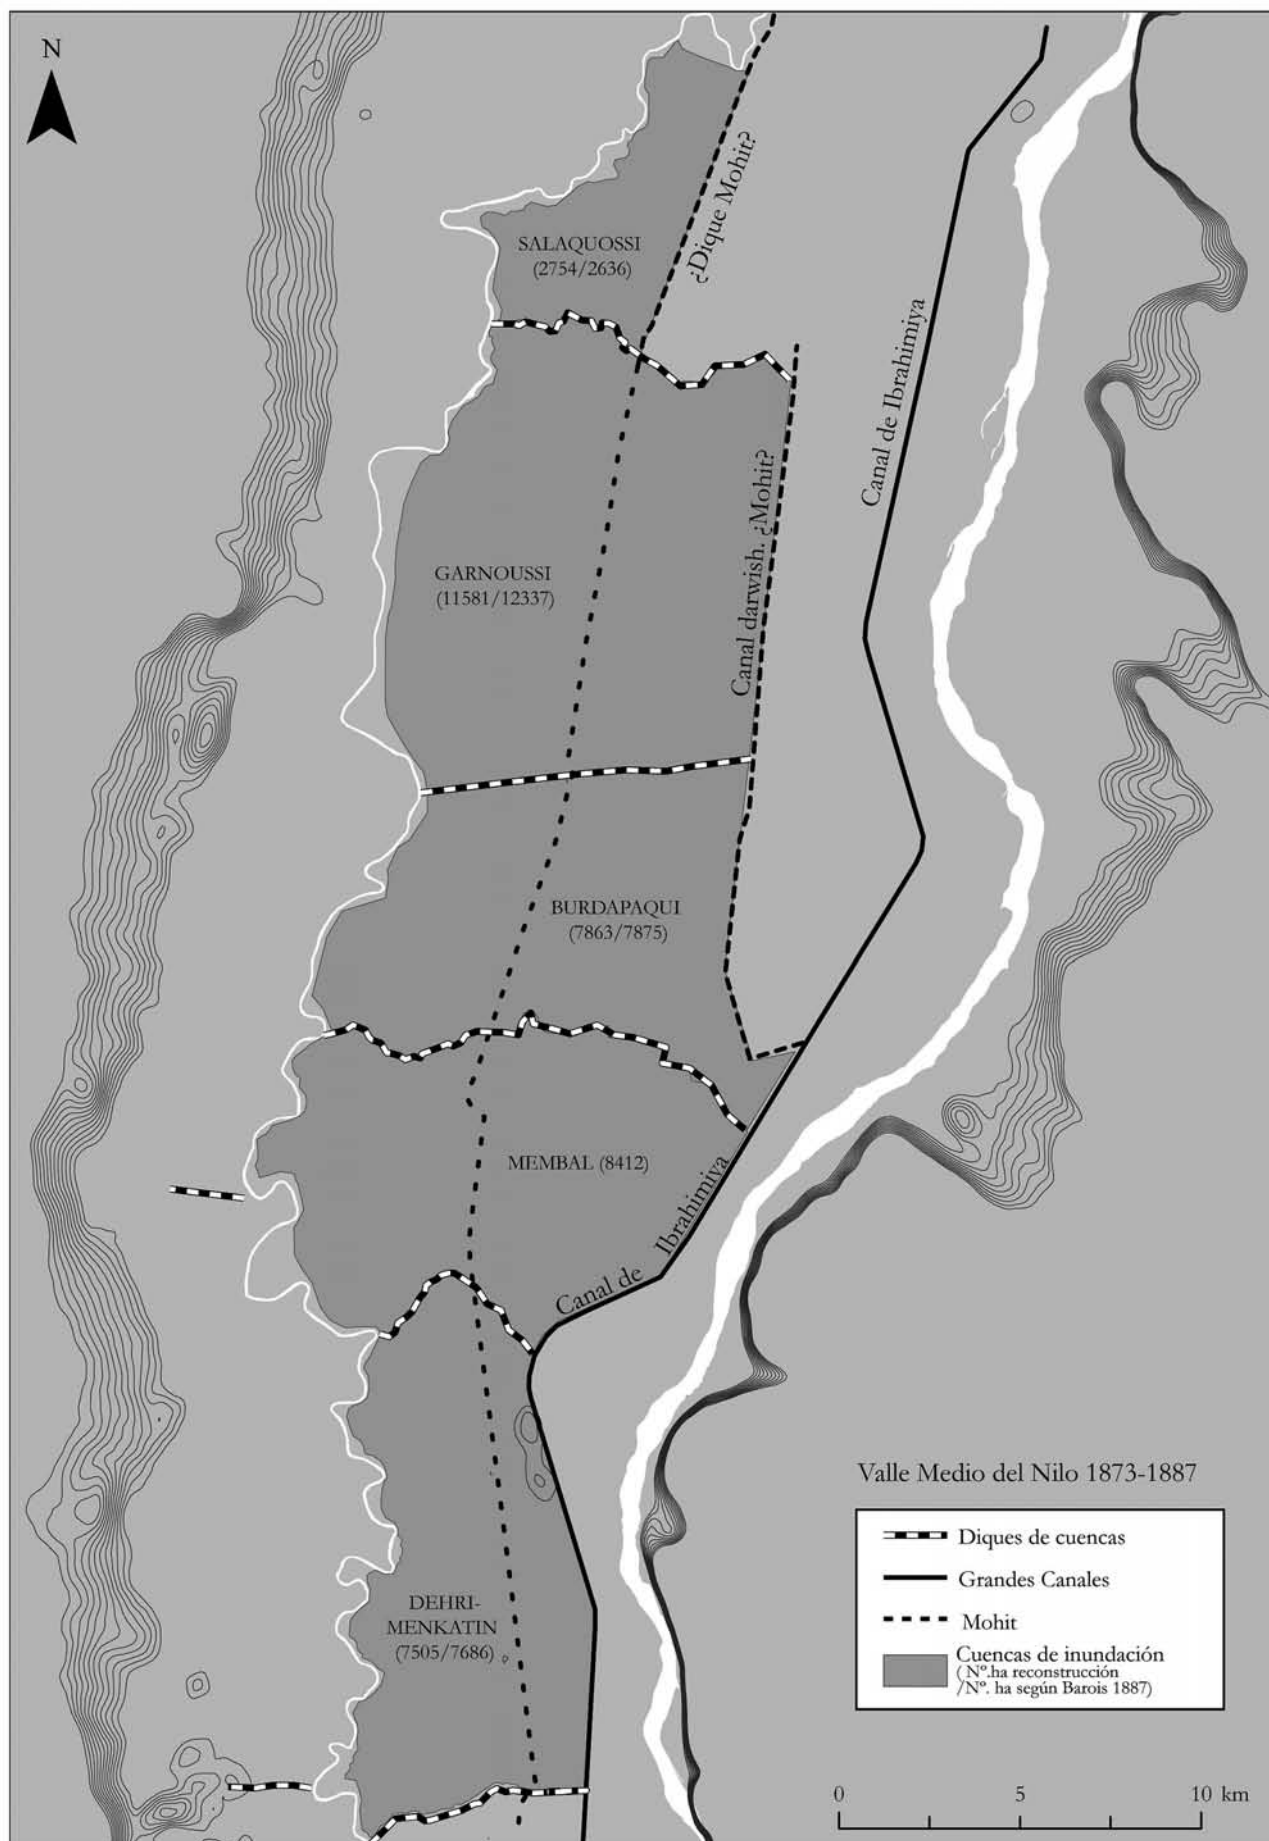 N
¿Dique Mohit?
SALAQUOSSI
(2754/2636)
Canal de Ibrahimiya
GARNOUSSI
(11581/12337)
Canal darwish. ¿Mohit?
BURDAPAQUI
(7863/7875)
MEMBAL (8412)
Canal de Ibrahimiya
DEHRI-
MENKATIN
(7505/7686)
Valle Medio del Nilo 1873-1887
Diques de cuencas
Grandes Canales
Mohit
Cuencas de inundación
( Nº.ha reconstrucción
/Nº. ha según Barois 1887)
0 5 10 km